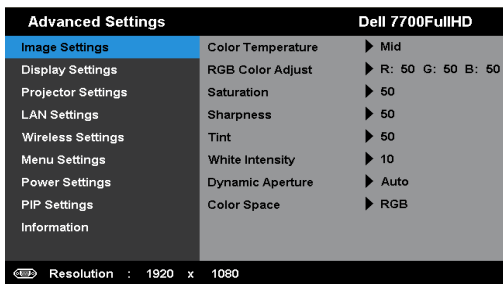 Advanced Settings Dell 7700FullHD
Image Settings Color Temperature Mid
Display Settings RGB Color Adjust R: 50 G: 50 B: 50
Projector Settings Saturation 50
LAN Settings Sharpness 50
Wireless Settings Tint 50
Menu Settings White Intensity 10
Power Settings Dynamic Aperture Auto
PIP Settings Color Space RGB
Information
Resolution : 1920 x 1080